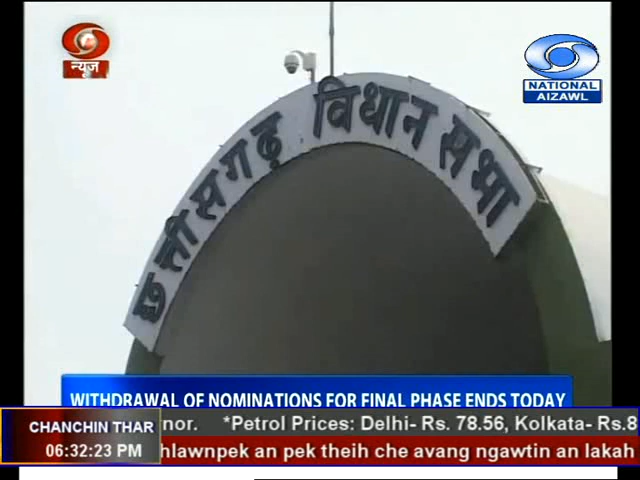 न्यूज़
NATIONAL
AIZAWL
छत्तीसगढ़ विधान सभा
WITHDRAWAL OF NOMINATIONS FOR FINAL PHASE ENDS TODAY
CHANCHIN THAR
nor. *Petrol Prices: Delhi- Rs. 78.56, Kolkata- Rs.8
06:32:23 PM
hlawnpek an pek theih che avang ngawtin an lakah